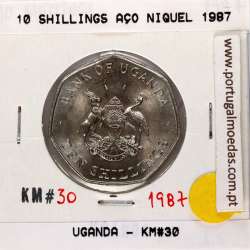 10 SHILLINGS AÇO NIQUEL 1987
BANK OF UGANDA
TEN SHILLINGS
KM#30
1987
UGANDA - KM#30
Portugalmoedas.com.pt